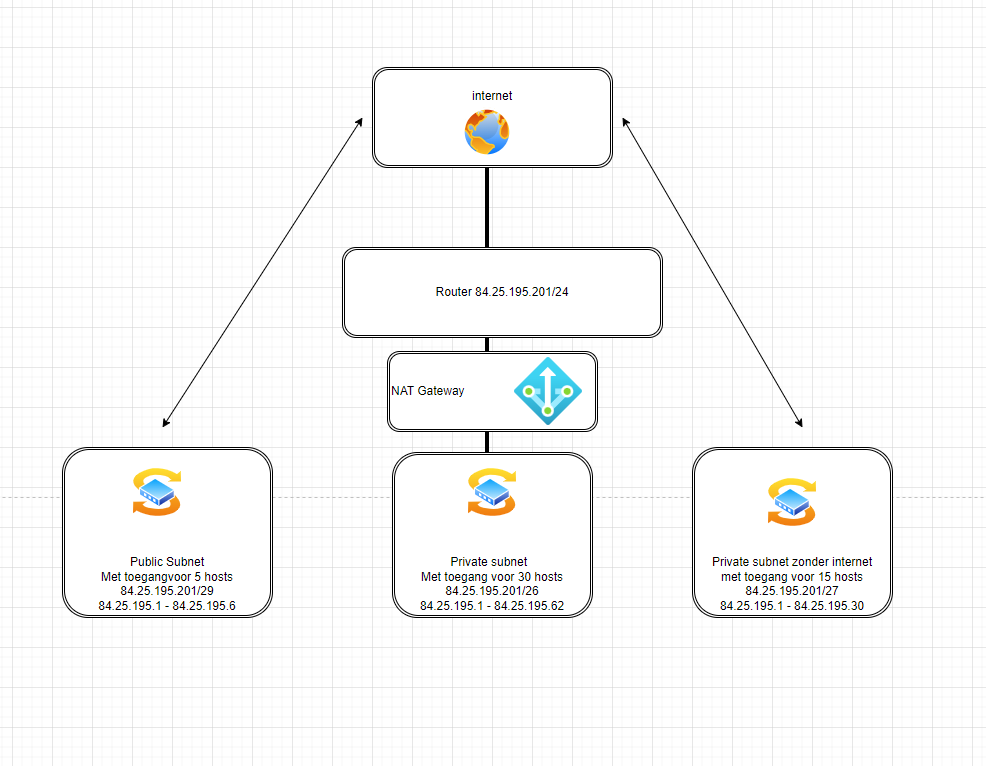 internet
Router 84.25.195.201/24
NAT Gateway
Public Subnet
Met toegangvoor 5 hosts
84.25.195.201/29
84.25.195.1 - 84.25.195.6
Private subnet
Met toegang voor 30 hosts
84.25.195.201/26
84.25.195.1 - 84.25.195.62
Private subnet zonder internet
met toegang voor 15 hosts
84.25.195.201/27
84.25.195.1 - 84.25.195.30